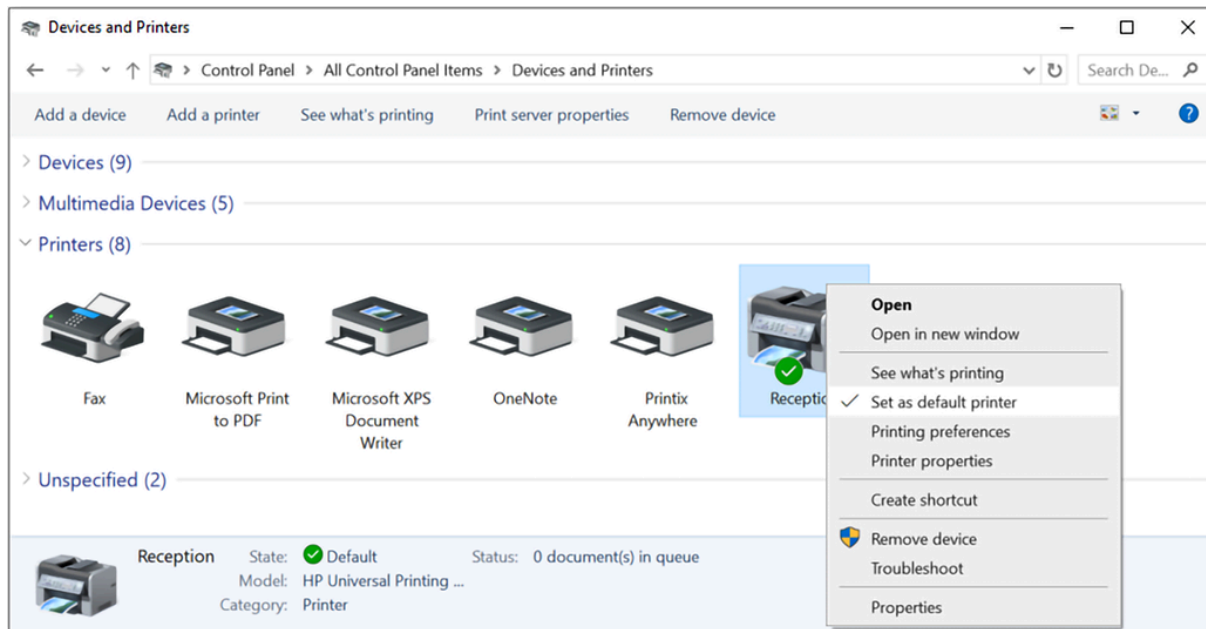 Devices and Printers
Control Panel > All Control Panel Items > Devices and Printers
Search De...
Add a device Add a printer See what's printing Print server properties Remove device
Devices (9)
Multimedia Devices (5)
Printers (8)
Fax
Microsoft Print
to PDF
Microsoft XPS
Document
Writer
OneNote
Printix
Anywhere
Receptio
Open
Open in new window
See what's printing
Set as default printer
Printing preferences
Printer properties
Create shortcut
Remove device
Troubleshoot
Properties
Unspecified (2)
Reception State: Default Status: 0 document(s) in queue
Model: HP Universal Printing ...
Category: Printer